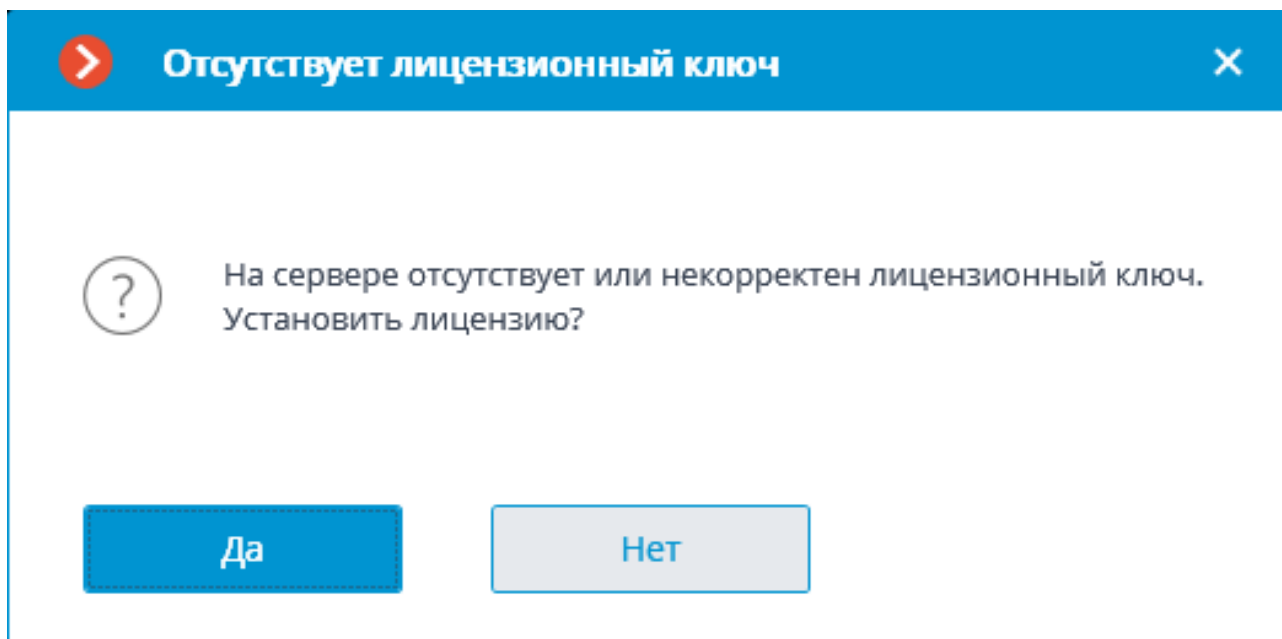 Отсутствует лицензионный ключ
На сервере отсутствует или некорректен лицензионный ключ.
Установить лицензию?
Да
Нет